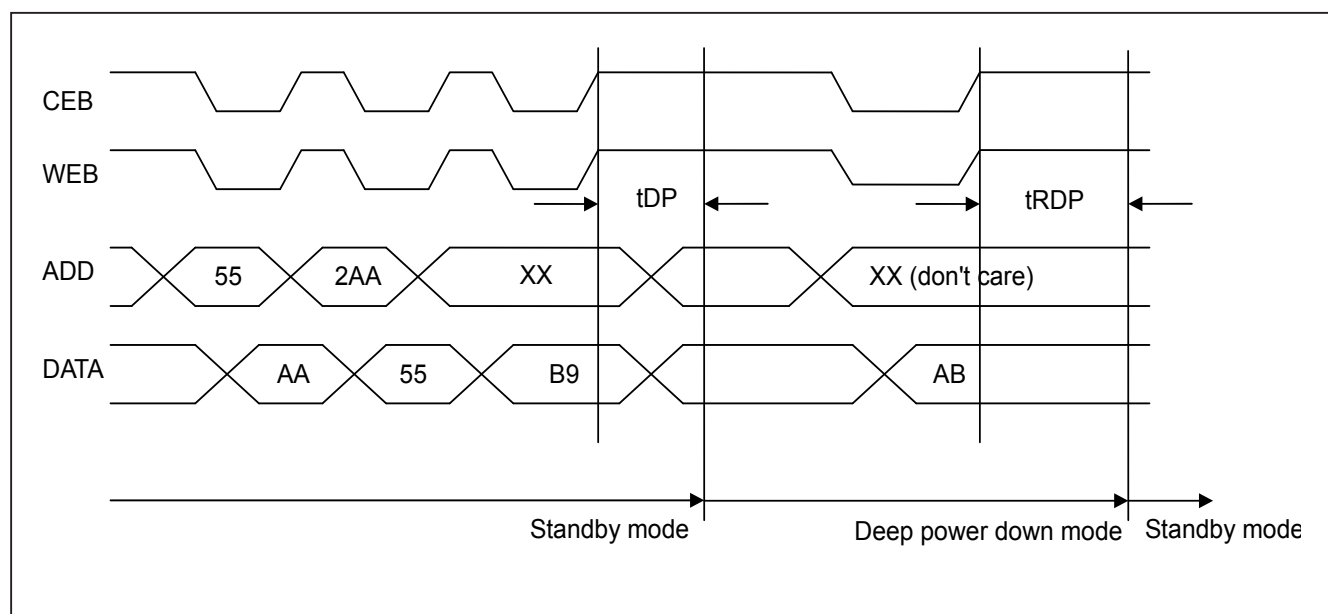 CEB
WEB
tDP
tRDP
ADD
55
2AA
XX
XX (don't care)
DATA
AA
55
B9
AB
Standby mode
Deep power down mode
Standby mode